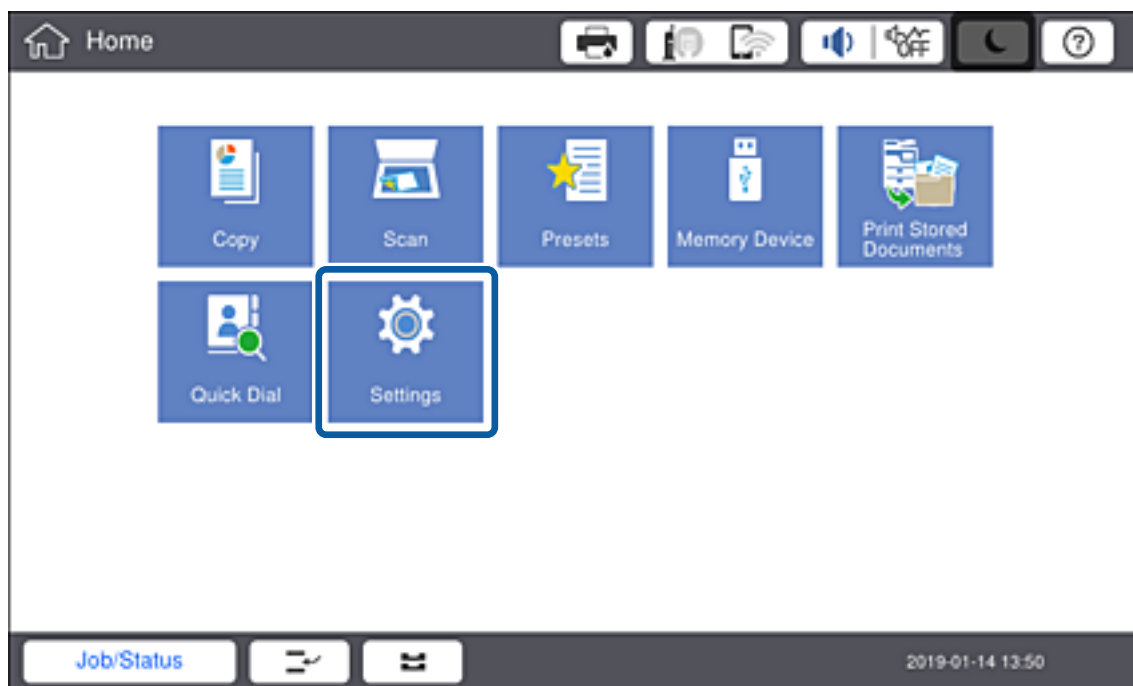 Home
OFF
?
Copy
Scan
Presets
Memory Device
Print Stored
Documents
Quick Dial
Settings
Job/Status
2019-01-14 13:50